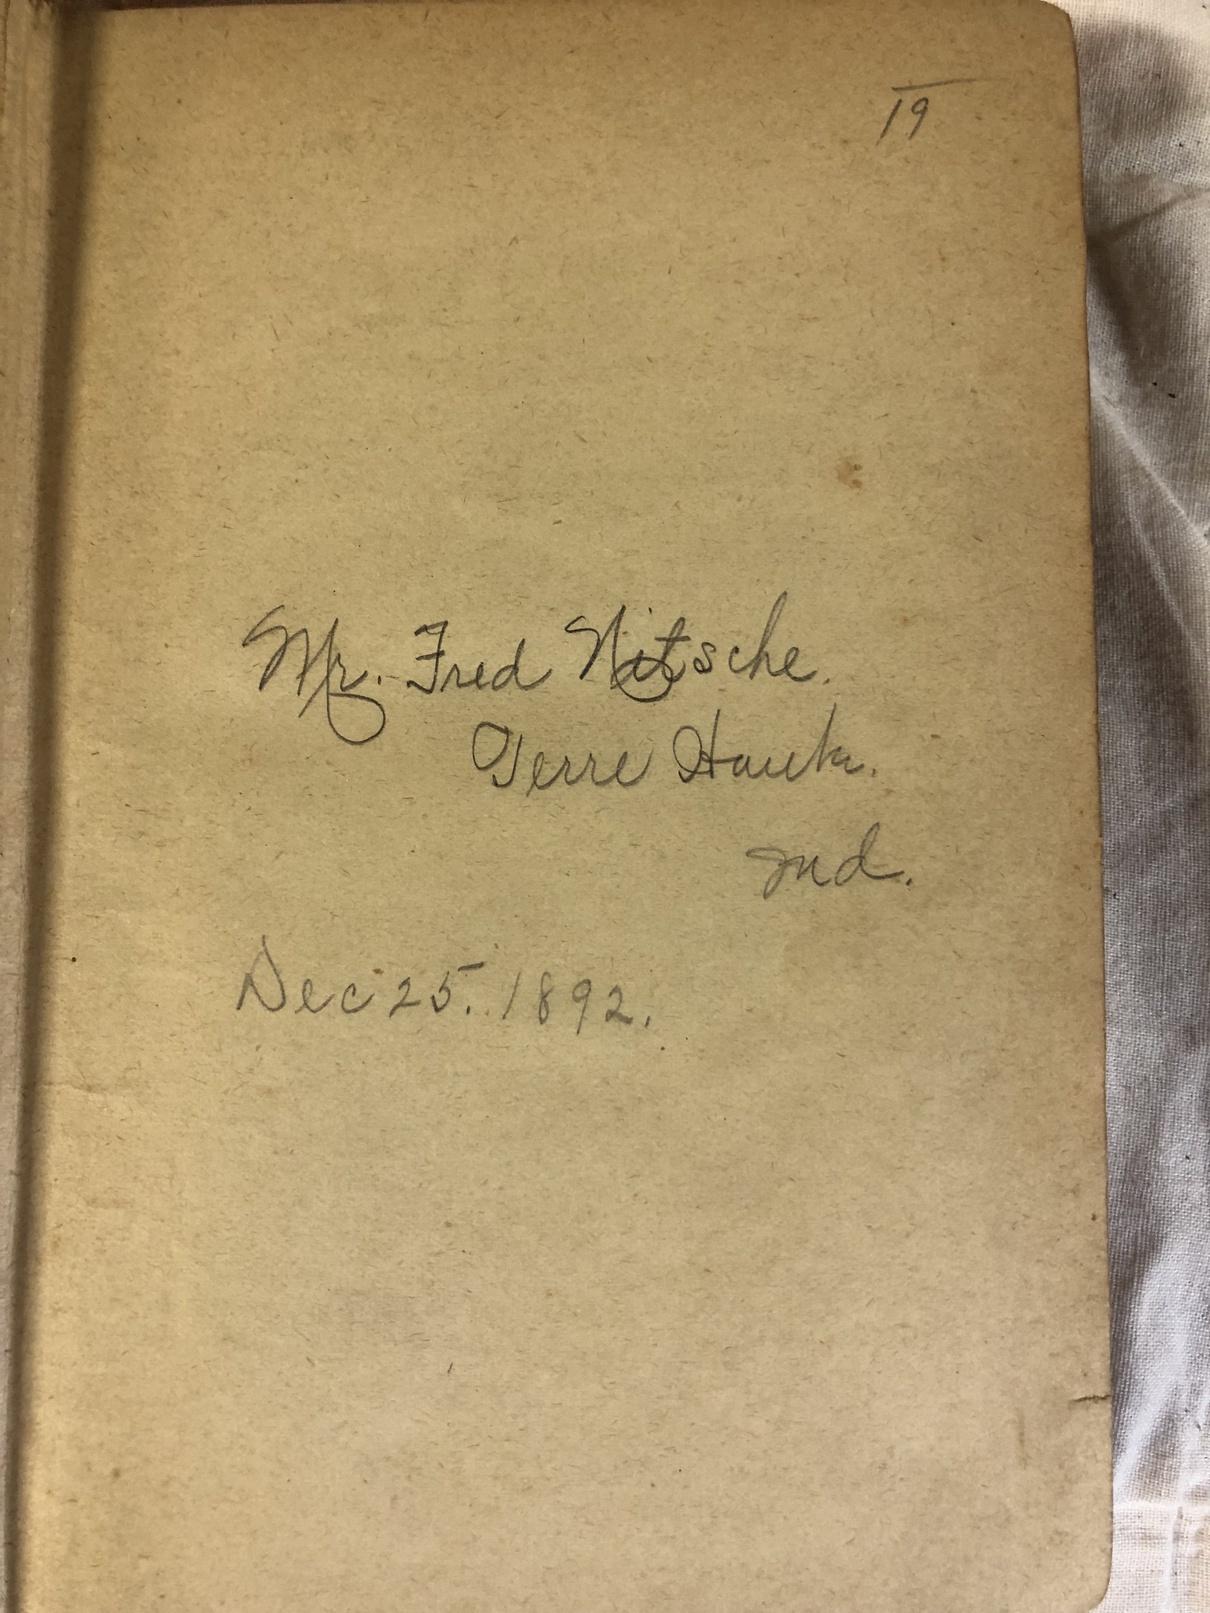 19
Mr. Fred Nitsche.
Terre Haute.
Ind.
Dec 25. 1892.